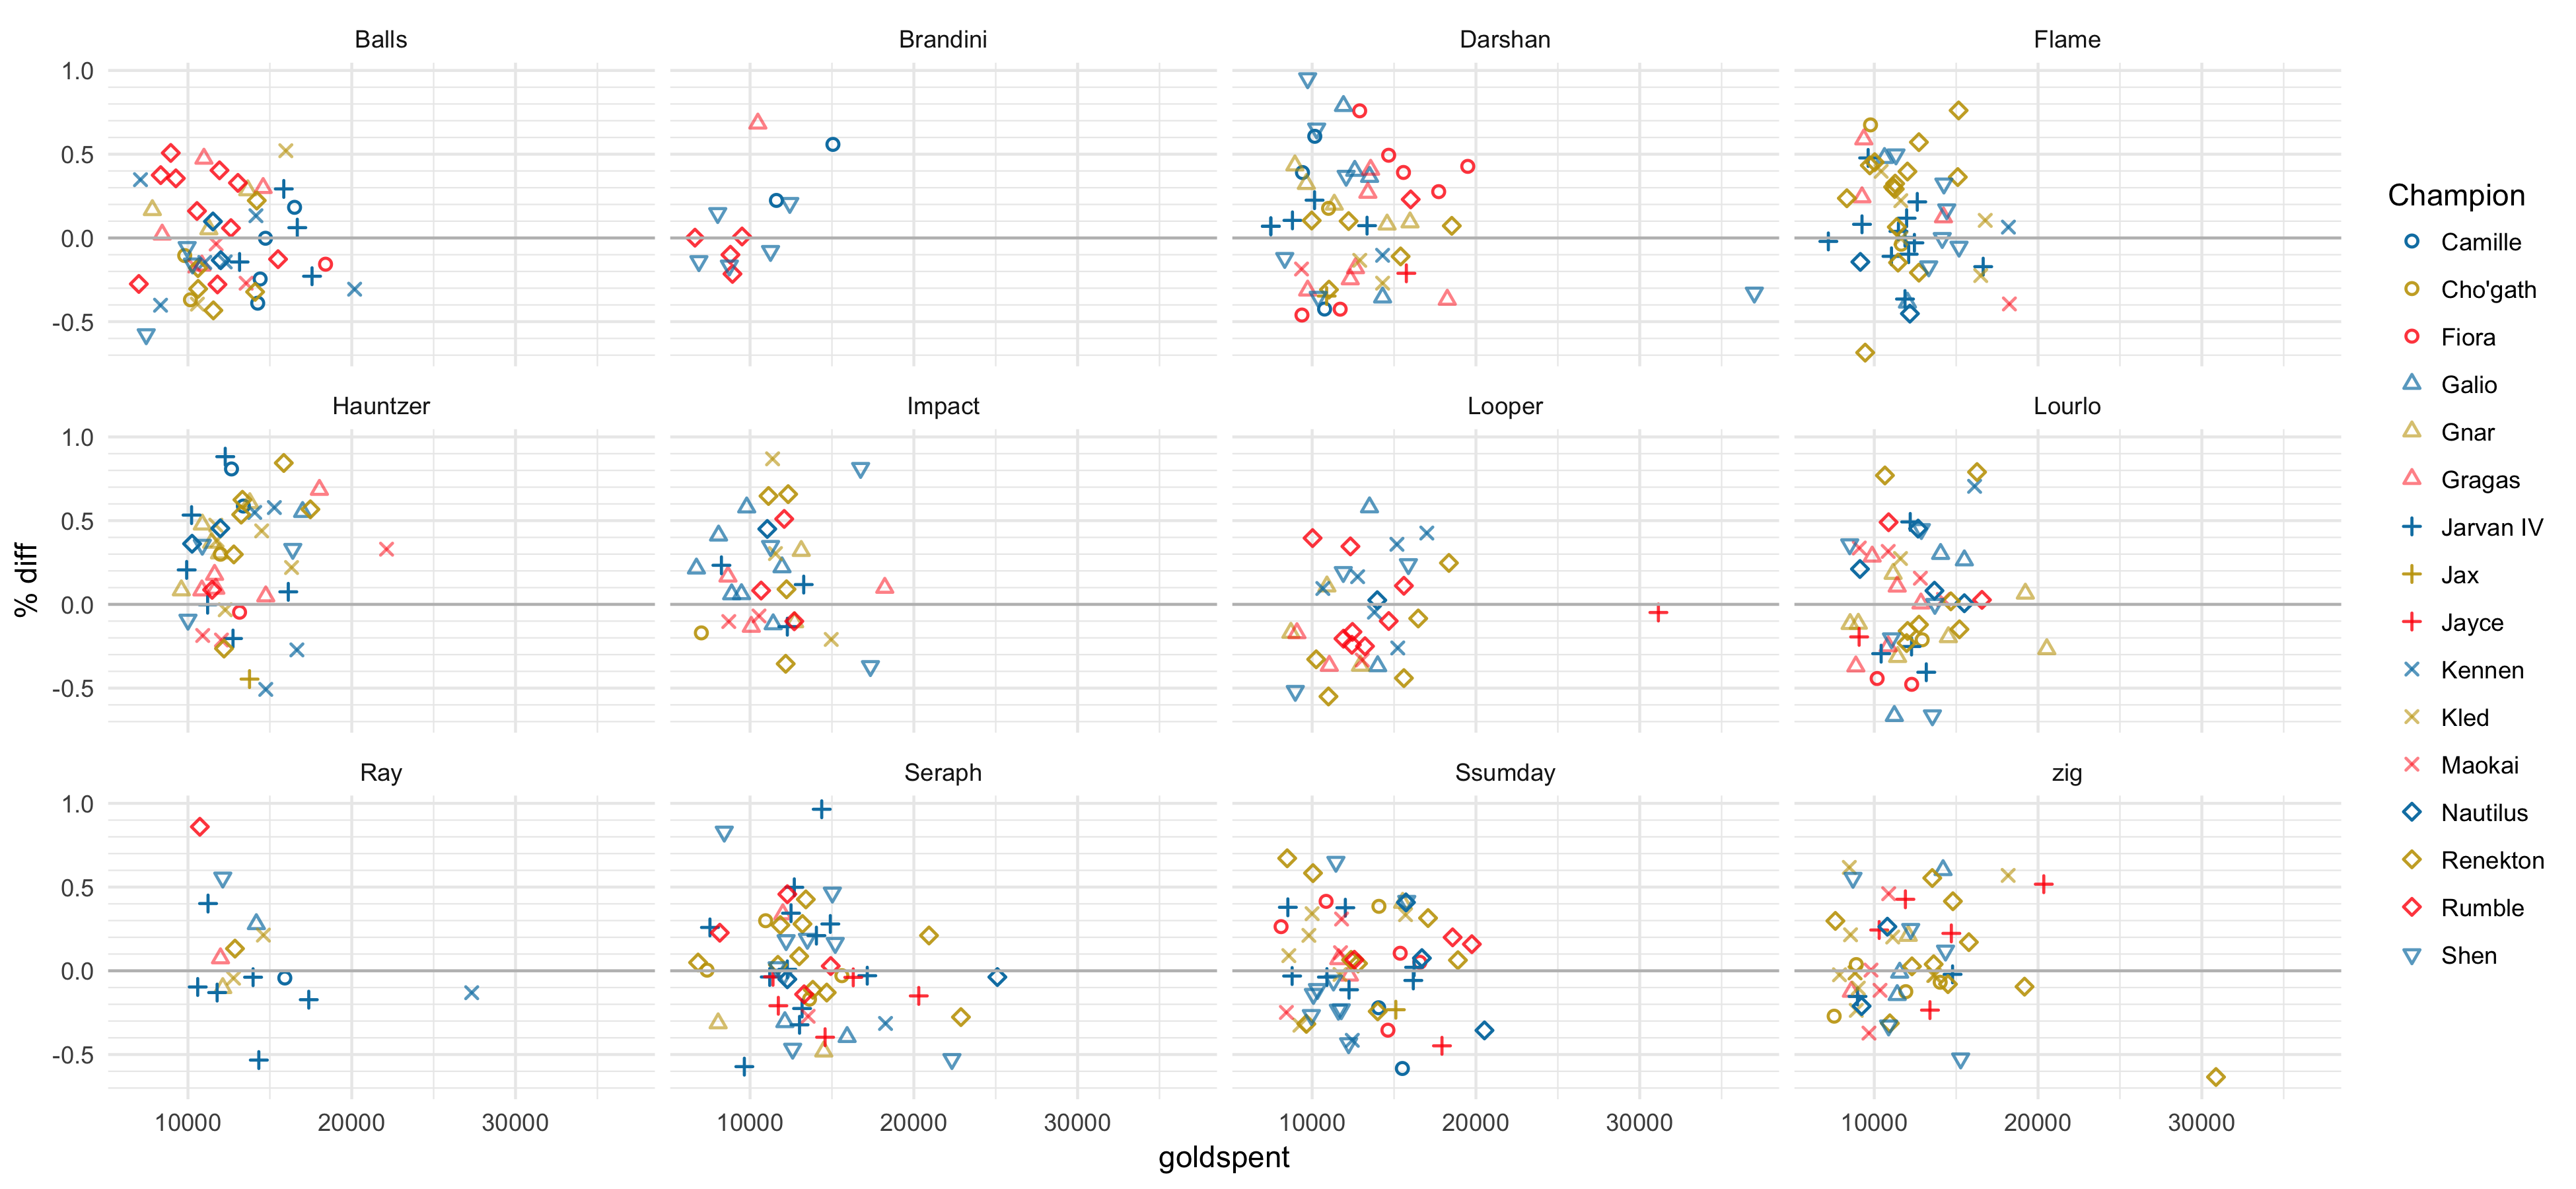 Balls Brandini Darshan Flame
1.0
0.5
0.0
-0.5
Hauntzer Impact Looper Lourlo
1.0
0.5
0.0
-0.5
Ray Seraph Ssumday zig
1.0
0.5
0.0
-0.5
10000 20000 30000 10000 20000 30000 10000 20000 30000 10000 20000 30000
goldspent
% diff
Champion
Camille
Cho'gath
Fiora
Galio
Gnar
Gragas
Jarvan IV
Jax
Jayce
Kennen
Kled
Maokai
Nautilus
Renekton
Rumble
Shen